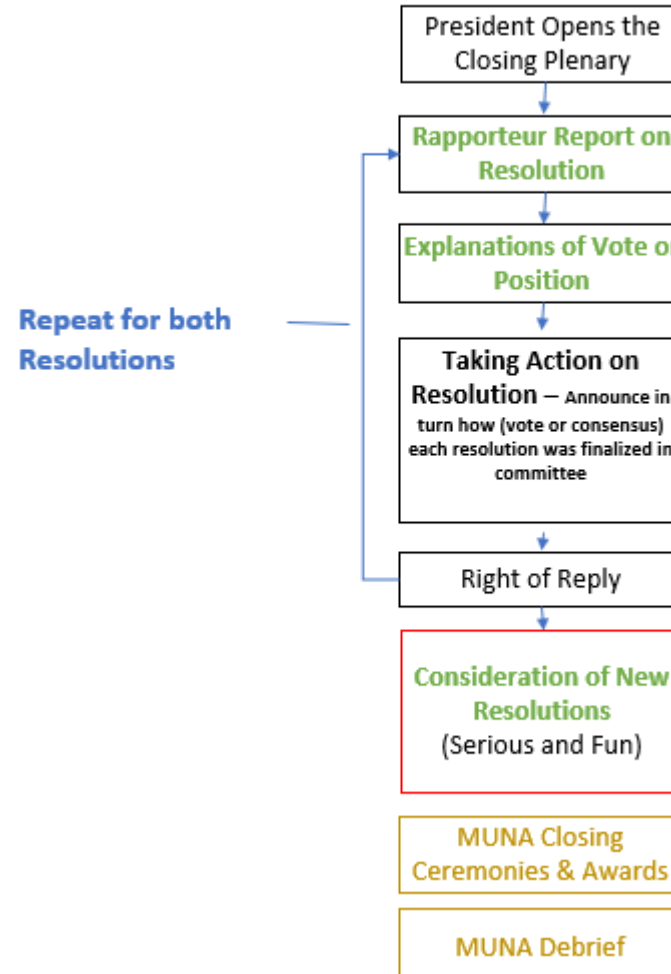 President Opens the
Closing Plenary
Rapporteur Report on
Resolution
Explanations of Vote or
Position
Repeat for both
Resolutions
Taking Action on
Resolution – Announce in
turn how (vote or consensus)
each resolution was finalized in
committee
Right of Reply
Consideration of New
Resolutions
(Serious and Fun)
MUNA Closing
Ceremonies & Awards
MUNA Debrief